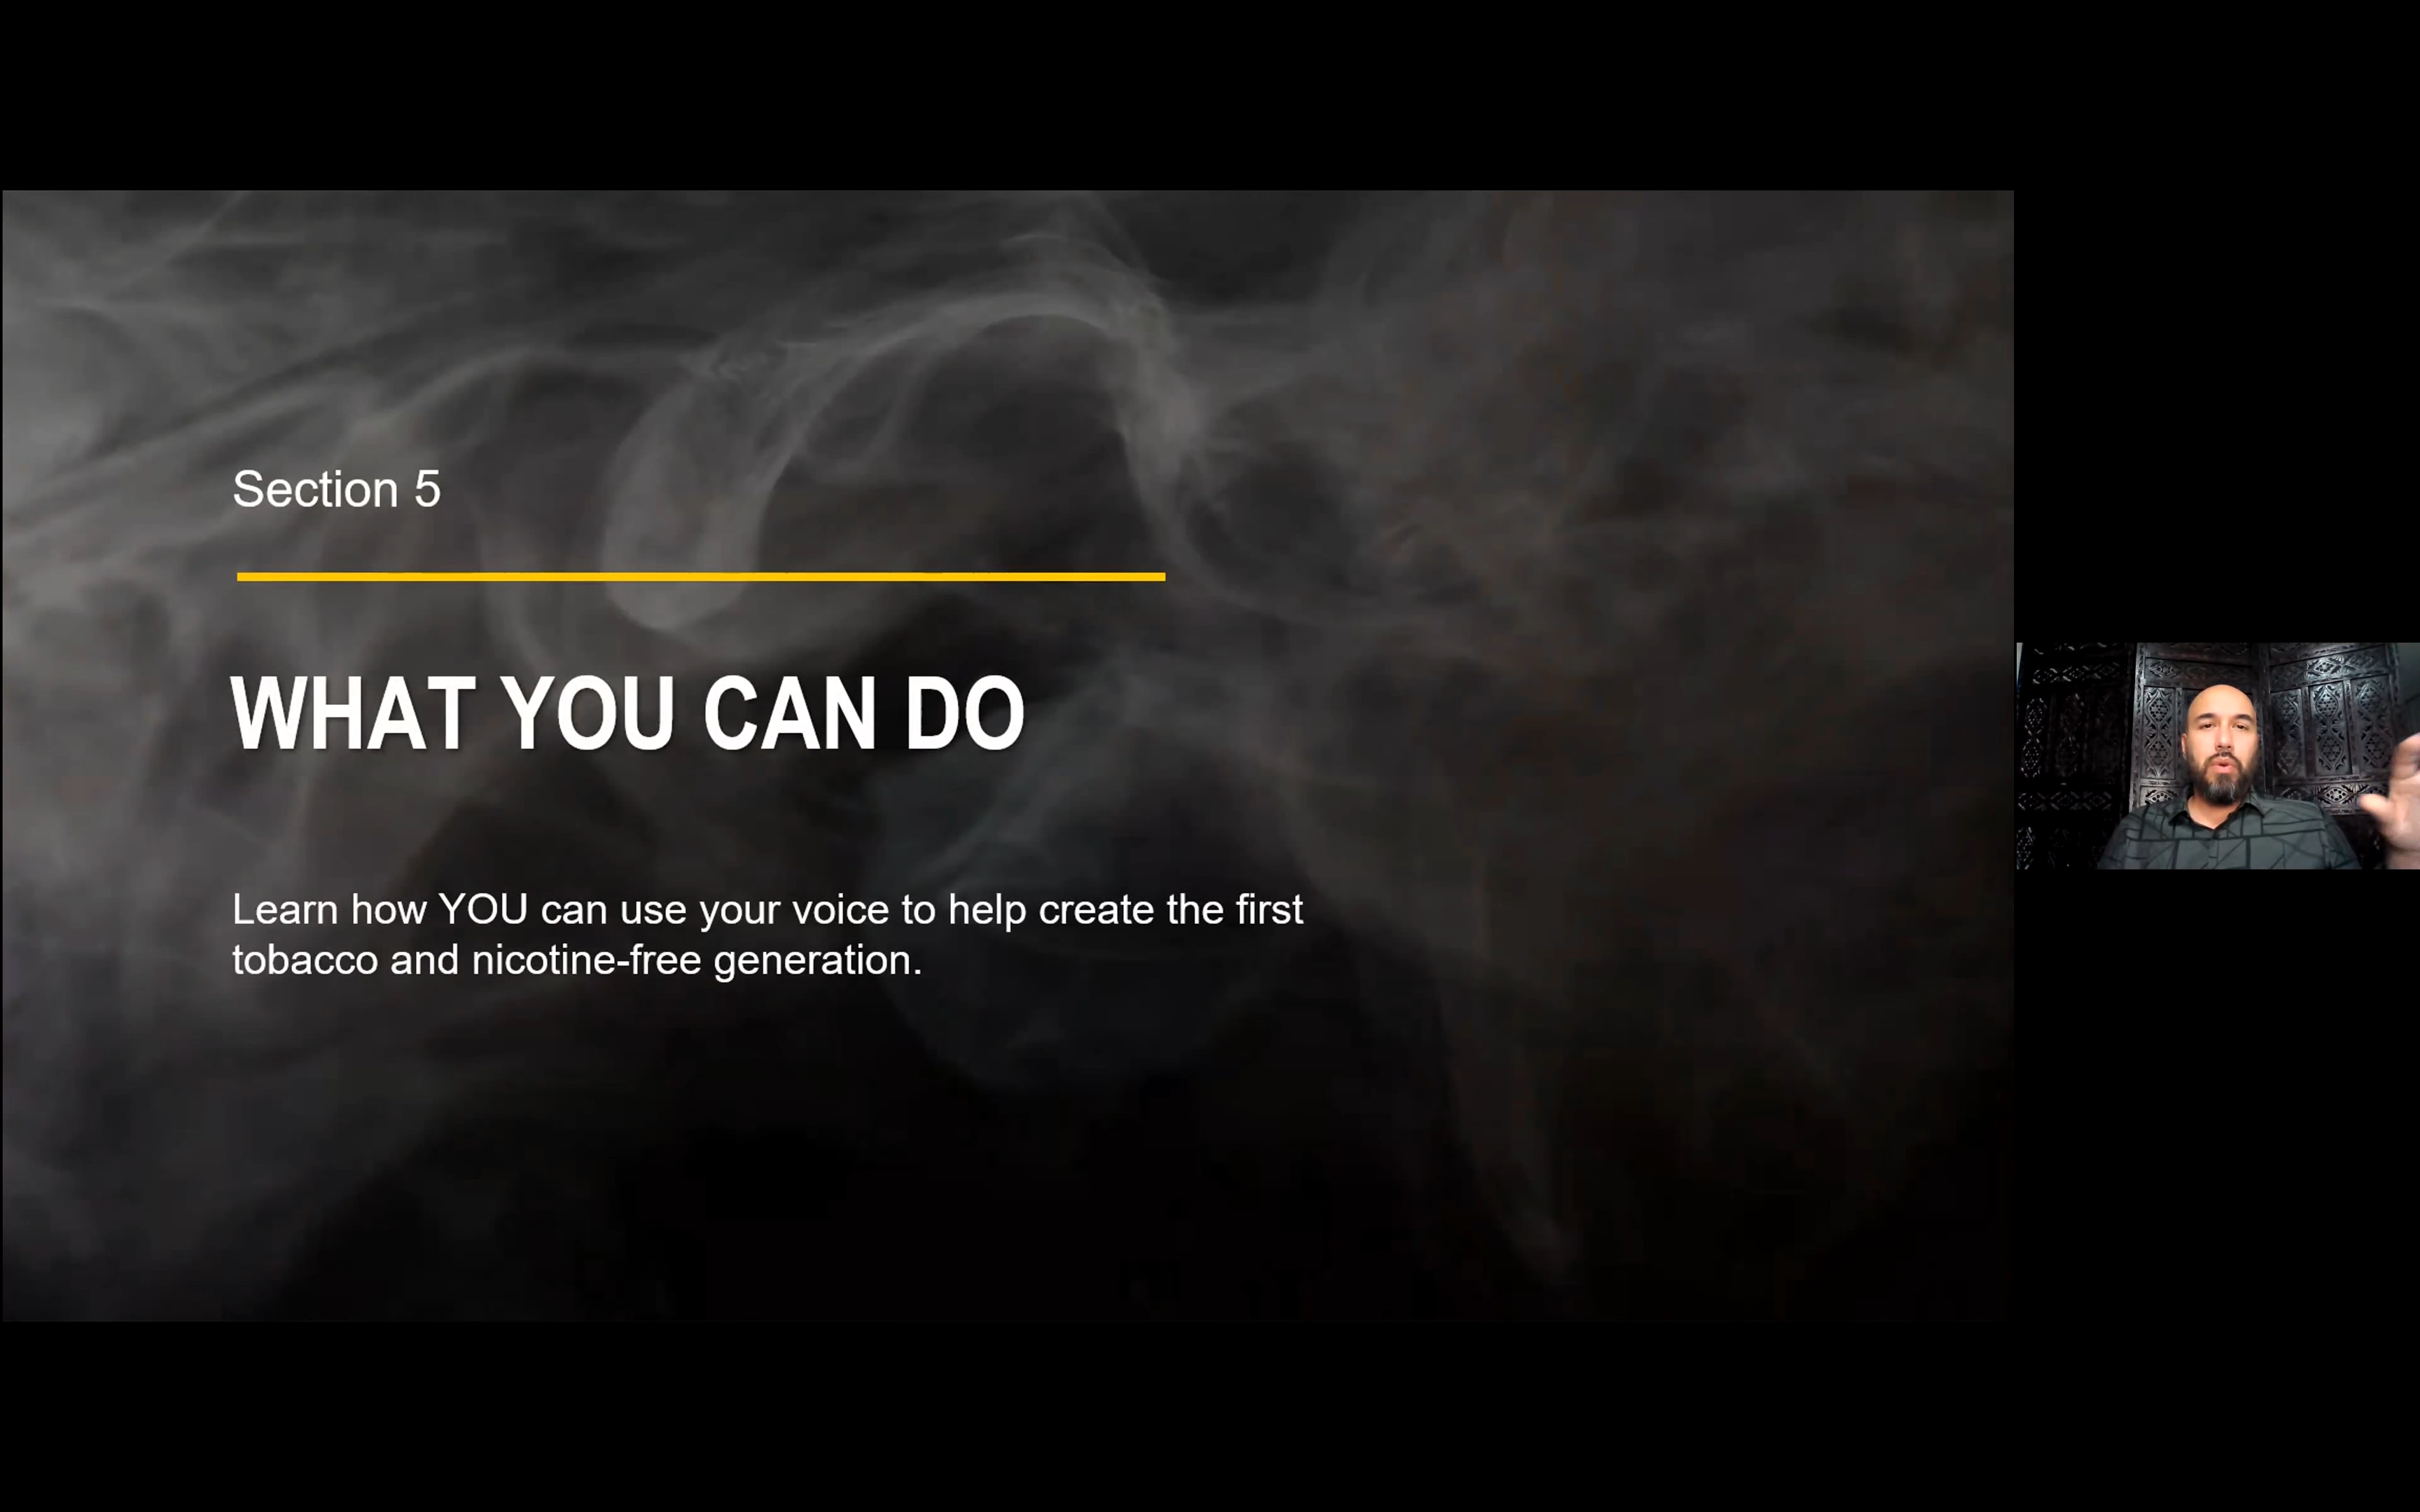 Section 5
WHAT YOU CAN DO
Learn how YOU can use your voice to help create the first
tobacco and nicotine-free generation.